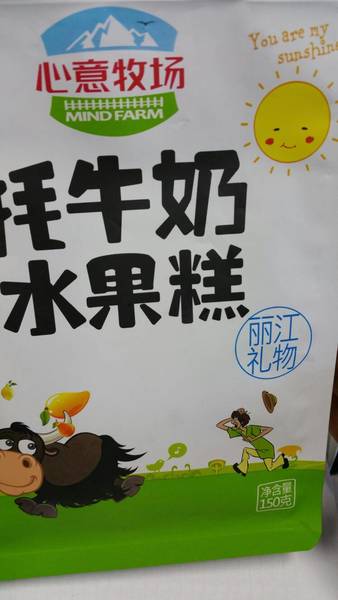 心意牧场
MIND FARM
You are my
sunshine
牦牛奶
水果糕
丽江
礼物
净含量
150克